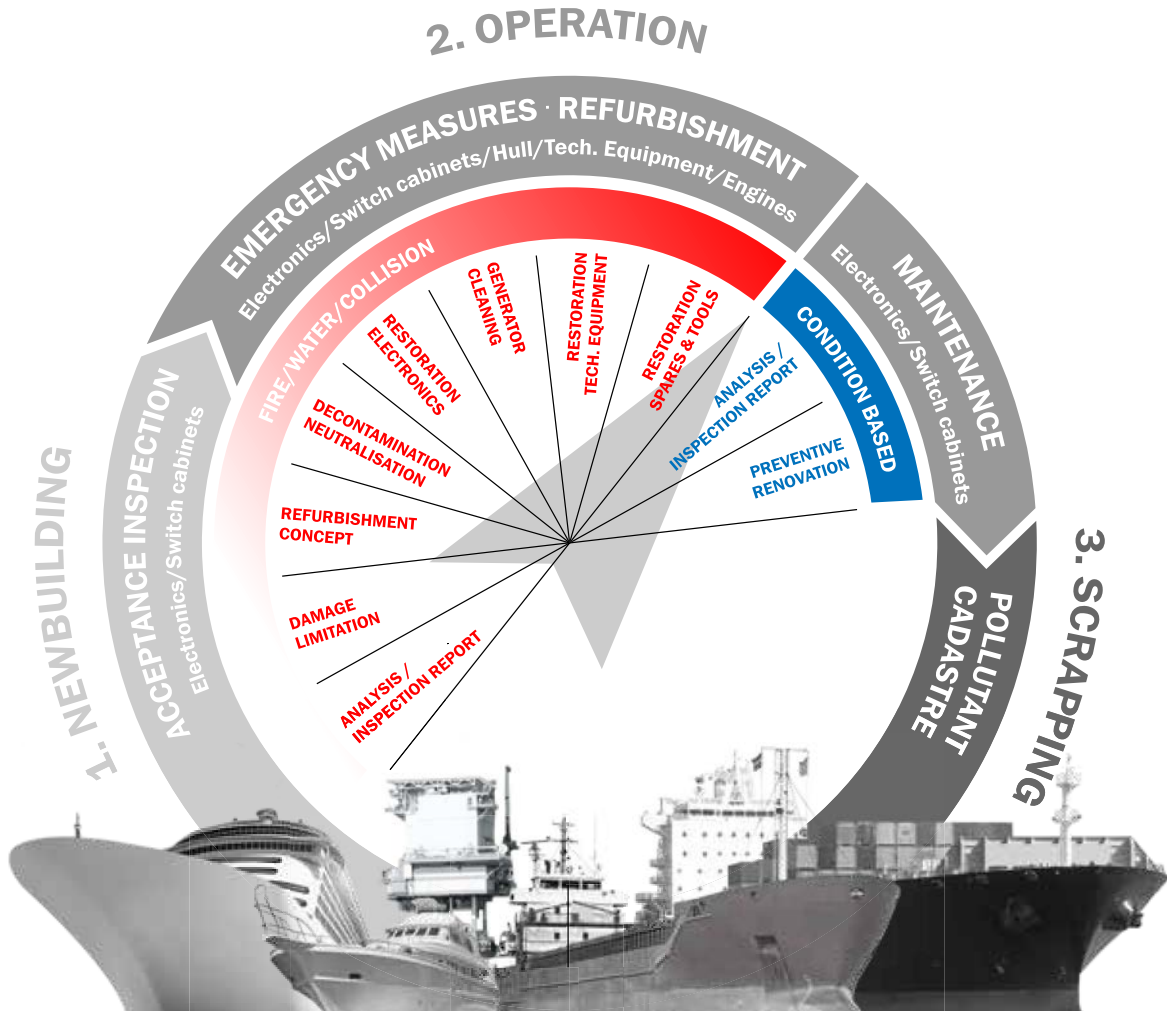 2. OPERATION
EMERGENCY MEASURES · REFURBISHMENT
Electronics/Switch cabinets/Hull/Tech. Equipment/Engines
MAINTENANCE
Electronics/Switch cabinets
1. NEWBUILDING
ACCEPTANCE INSPECTION
Electronics/Switch cabinets
3. SCRAPPING
POLLUTANT
CADASTRE
FIRE/WATER/COLLISION
CONDITION BASED
ANALYSIS /
INSPECTION REPORT
DAMAGE
LIMITATION
REFURBISHMENT
CONCEPT
DECONTAMINATION
NEUTRALISATION
RESTORATION
ELECTRONICS
GENERATOR
CLEANING
RESTORATION
TECH. EQUIPMENT
RESTORATION
SPARES & TOOLS
ANALYSIS /
INSPECTION REPORT
PREVENTIVE
RENOVATION